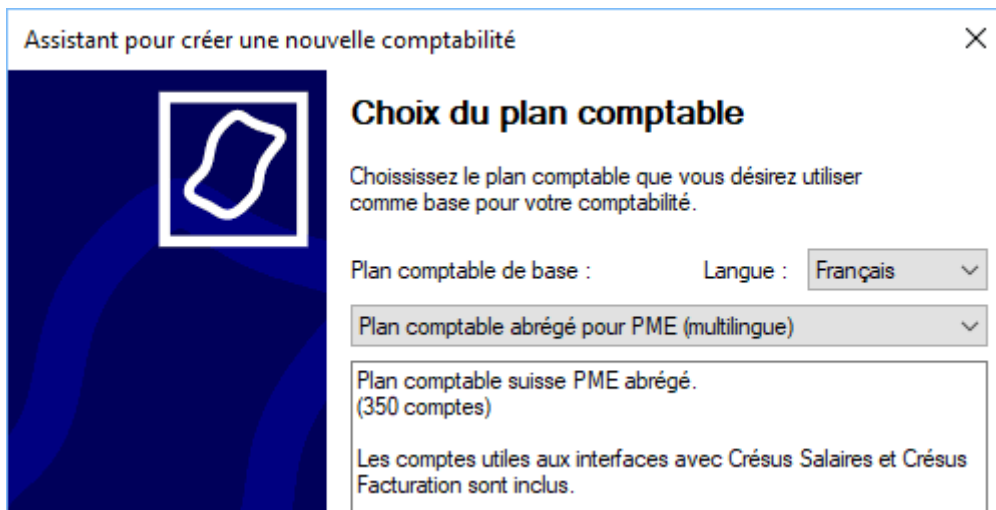 Assistant pour créer une nouvelle comptabilité
Choix du plan comptable
Choississez le plan comptable que vous désirez utiliser
comme base pour votre comptabilité.
Plan comptable de base : Langue : Français
Plan comptable abrégé pour PME (multilingue)
Plan comptable suisse PME abrégé.
(350 comptes)
Les comptes utiles aux interfaces avec Crésus Salaires et Crésus
Facturation sont inclus.